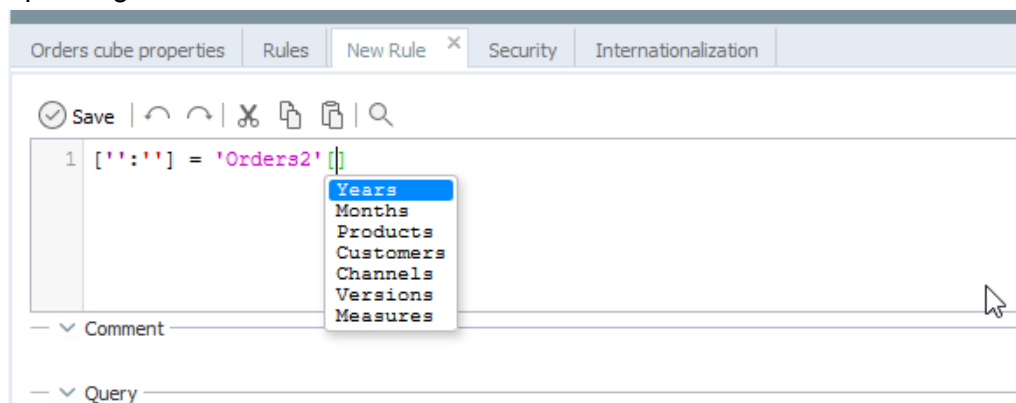 Orders cube properties Rules New Rule × Security Internationalization
Save
1 ['':''] = 'Orders2'[]
Years
Months
Products
Customers
Channels
Versions
Measures
Comment
Query